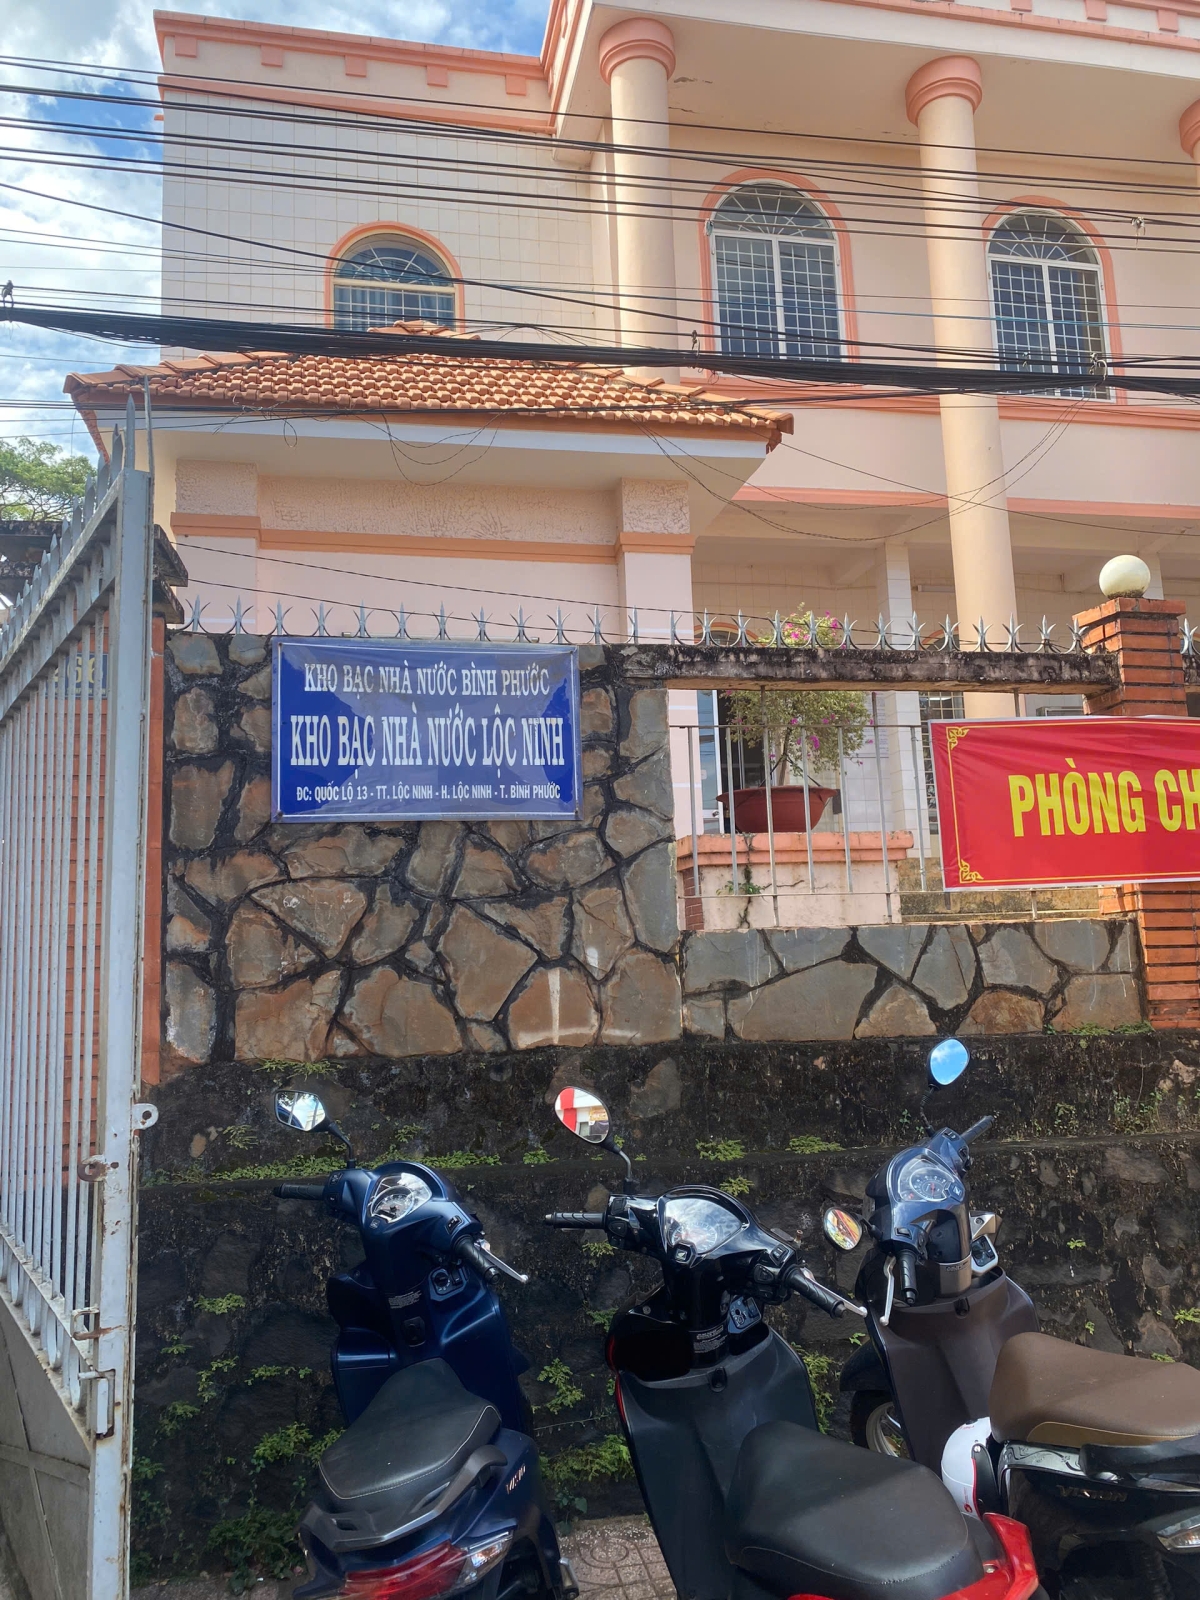 KHO BẠC NHÀ NƯỚC BÌNH PHƯỚC
KHO BẠC NHÀ NƯỚC LỘC NINH
ĐC: QUỐC LỘ 13 - TT. LỘC NINH - H. LỘC NINH - T. BÌNH PHƯỚC
PHÒNG CH
VISION